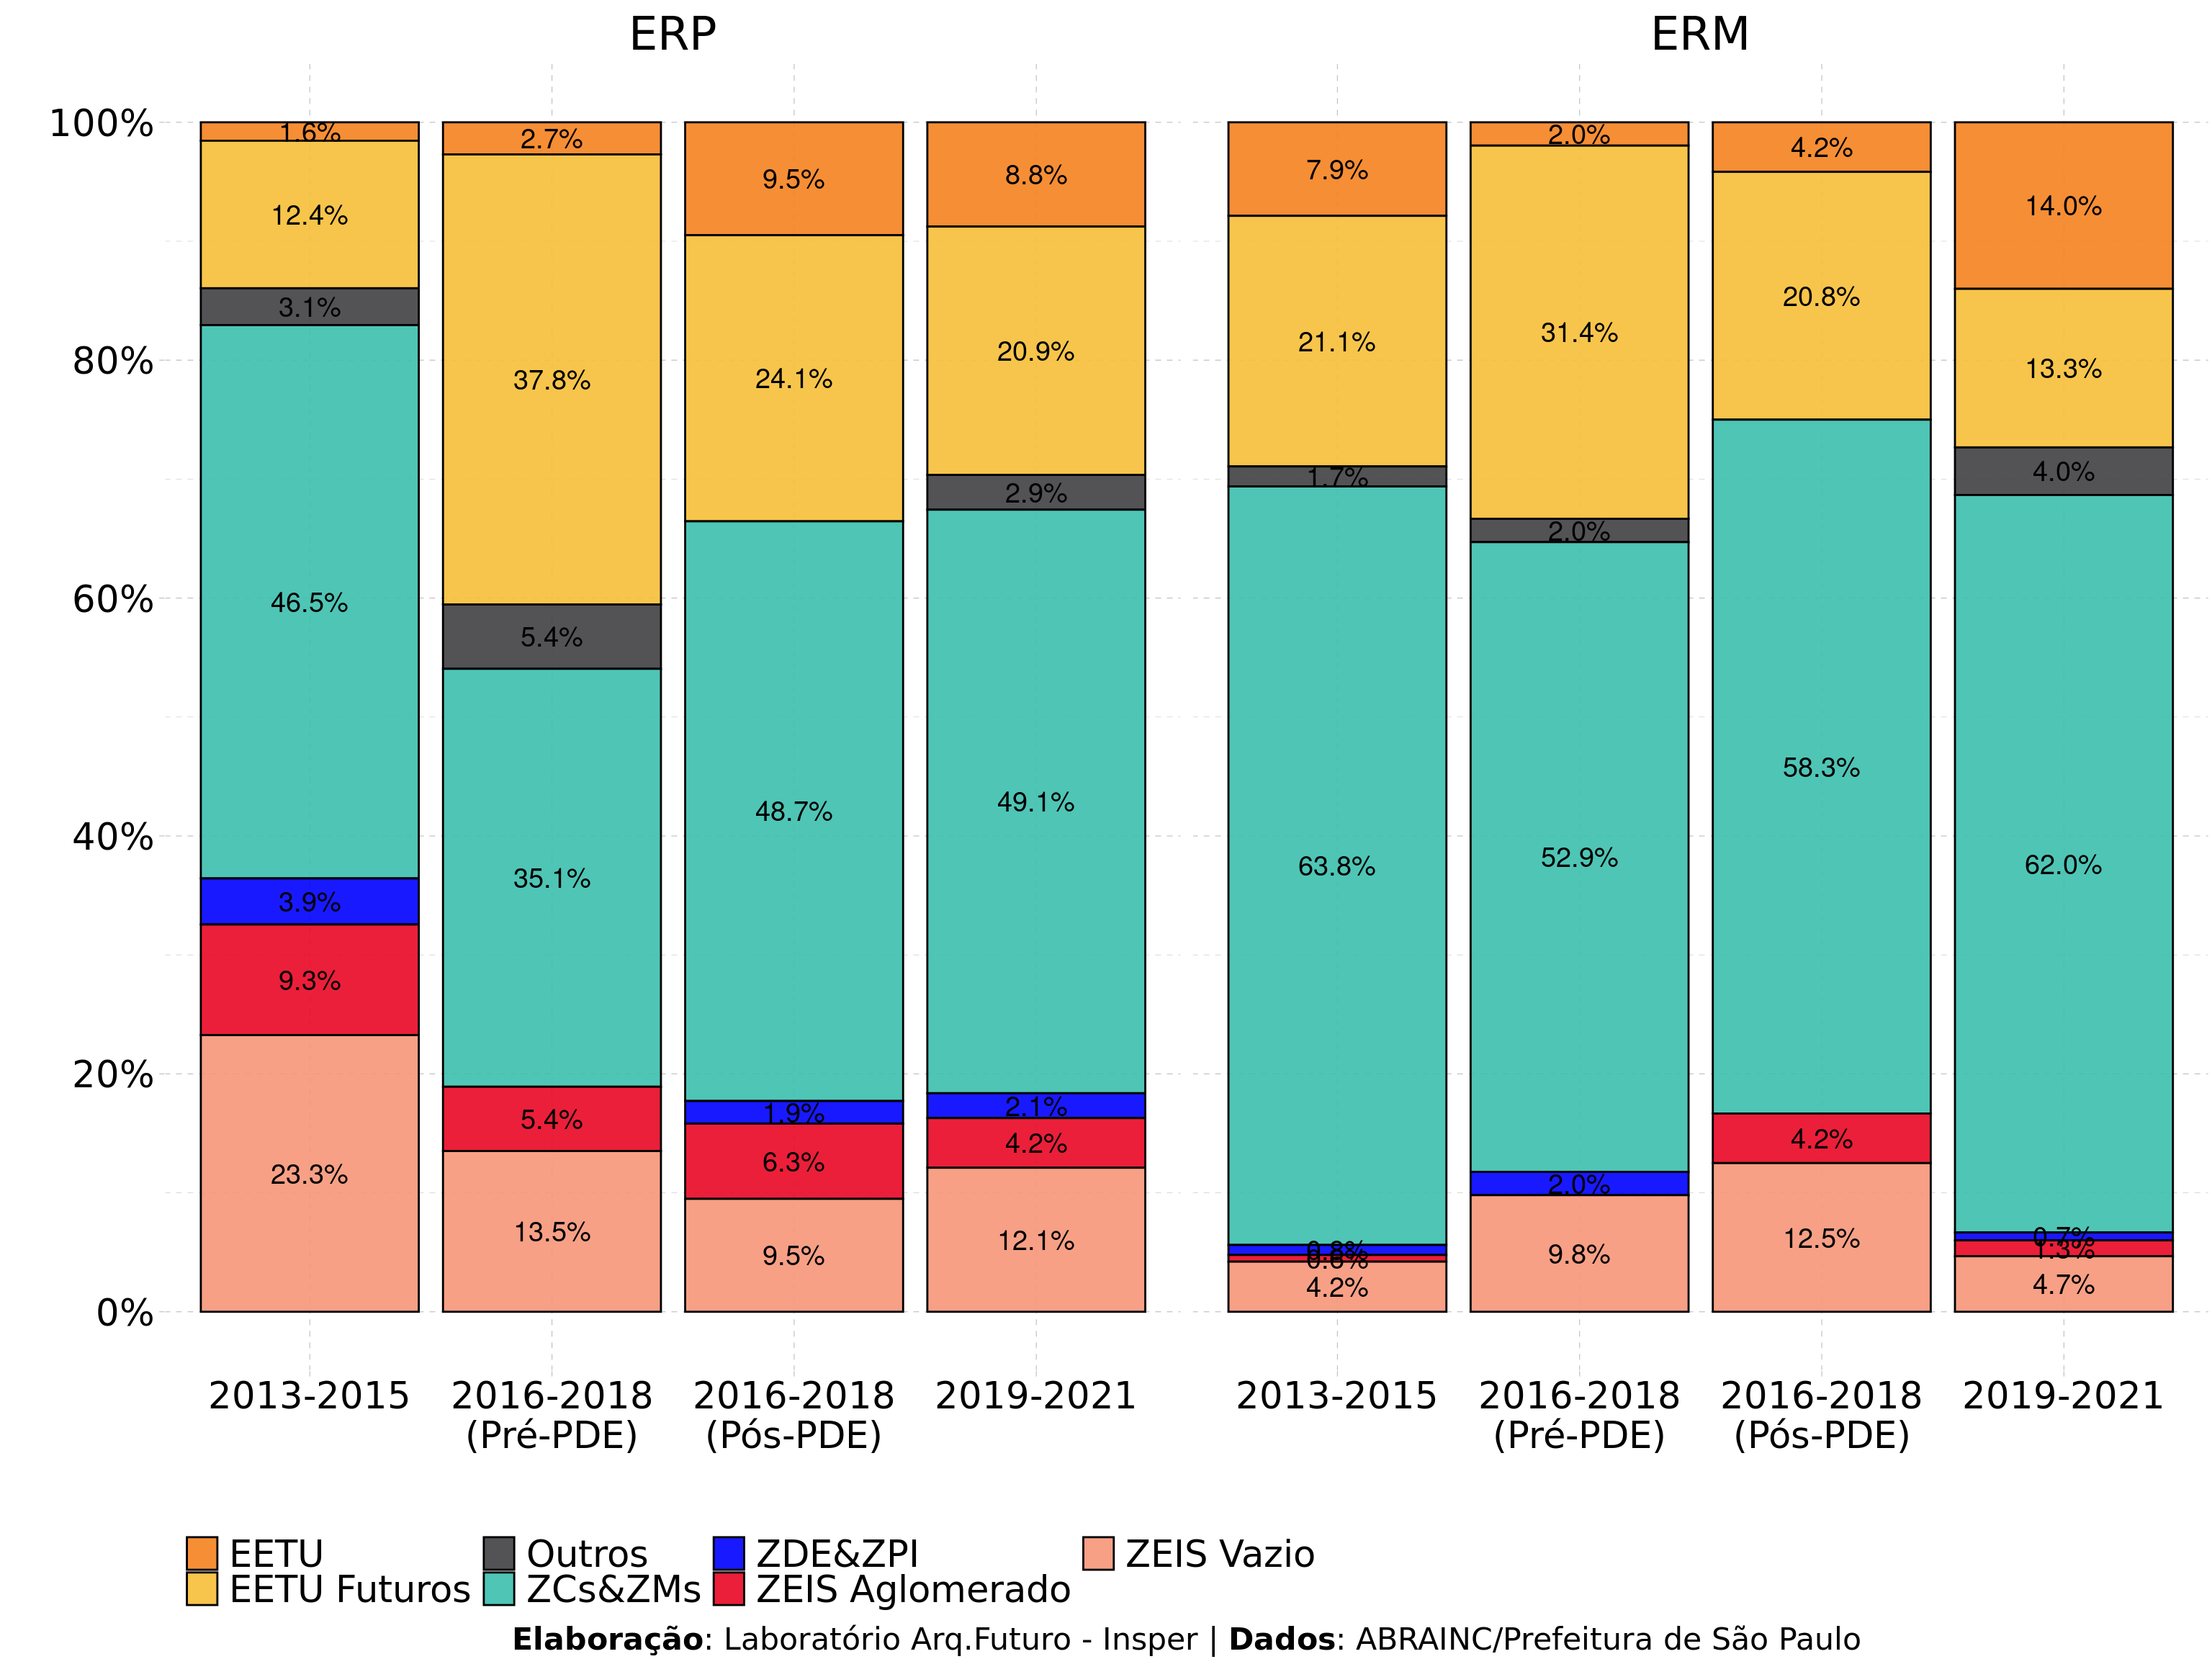 ERP ERM
100%
80%
60%
40%
20%
0%
1.6% 2.7% 9.5% 8.8% 7.9% 2.0% 4.2% 14.0%
12.4% 37.8% 24.1% 20.9% 21.1% 31.4% 20.8% 13.3%
3.1% 5.4% 2.9% 1.7% 2.0% 4.0%
46.5% 35.1% 48.7% 49.1% 63.8% 52.9% 58.3% 62.0%
3.9% 1.9% 2.1% 0.8% 2.0% 0.7%
9.3% 5.4% 6.3% 4.2% 4.2% 1.3%
23.3% 13.5% 9.5% 12.1% 4.2% 9.8% 12.5% 4.7%
2013-2015 2016-2018 2016-2018 2019-2021 2013-2015 2016-2018 2016-2018 2019-2021
(Pré-PDE) (Pós-PDE) (Pré-PDE) (Pós-PDE)
EETU Outros ZDE&ZPI ZEIS Vazio
EETU Futuros ZCs&ZMs ZEIS Aglomerado
Elaboração: Laboratório Arq.Futuro - Insper | Dados: ABRAINC/Prefeitura de São Paulo